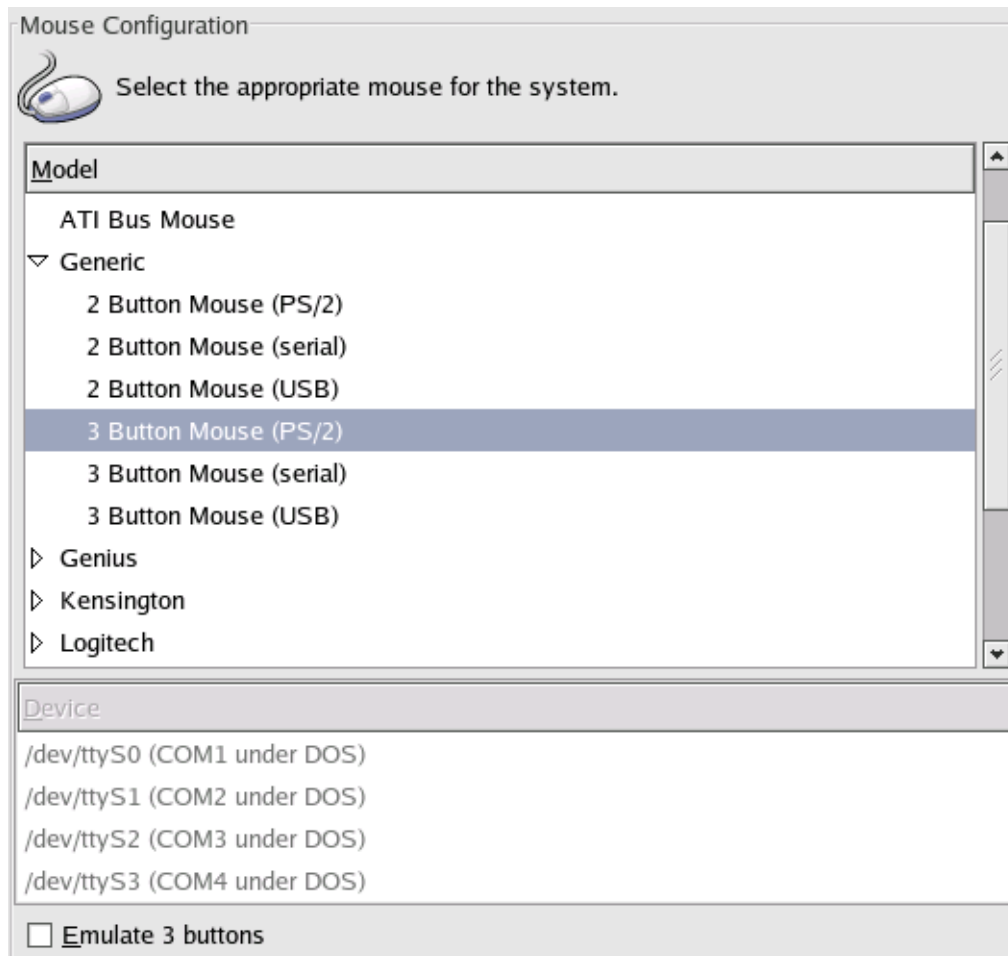 Mouse Configuration
Select the appropriate mouse for the system.
Model
ATI Bus Mouse
Generic
2 Button Mouse (PS/2)
2 Button Mouse (serial)
2 Button Mouse (USB)
3 Button Mouse (PS/2)
3 Button Mouse (serial)
3 Button Mouse (USB)
Genius
Kensington
Logitech
Device
/dev/ttyS0 (COM1 under DOS)
/dev/ttyS1 (COM2 under DOS)
/dev/ttyS2 (COM3 under DOS)
/dev/ttyS3 (COM4 under DOS)
Emulate 3 buttons